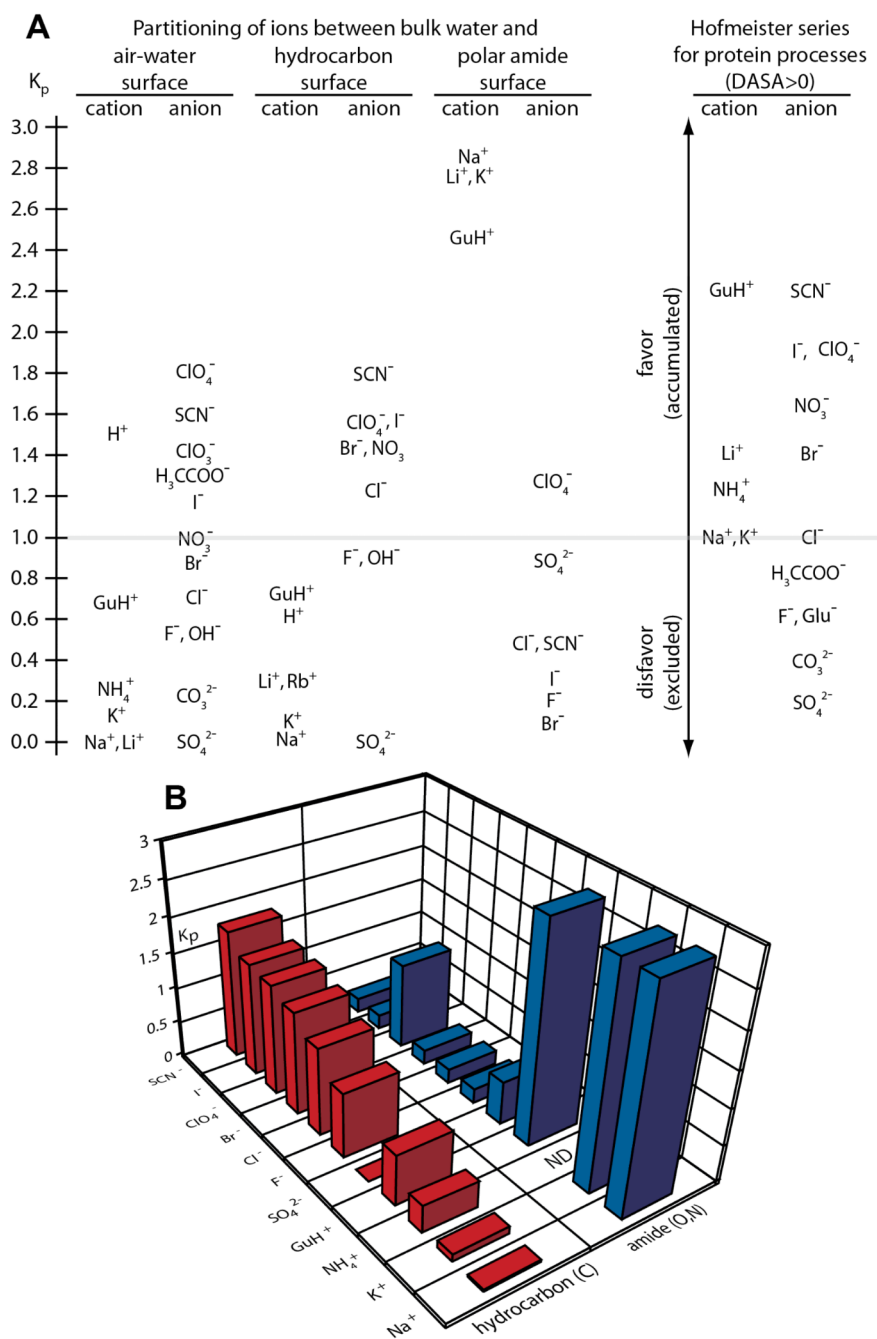 A
Partitioning of ions between bulk water and
air-water surface
hydrocarbon surface
polar amide surface
Hofmeister series
for protein processes
(DASA>0)
Kₚ
cation anion cation anion cation anion cation anion
3.0
Na⁺
2.8
Li⁺, K⁺
2.6
GuH⁺
2.4
2.2
GuH⁺ SCN⁻
2.0
I⁻, ClO₄⁻
1.8
ClO₄⁻ SCN⁻
NO₃⁻
1.6
SCN⁻ ClO₄⁻, I⁻
H⁺
1.4
ClO₃⁻ Br⁻, NO₃ Li⁺ Br⁻
H₃CCOO⁻
ClO₄⁻
NH₄⁺
1.2
I⁻ Cl⁻
1.0
NO₃⁻ Na⁺, K⁺ Cl⁻
Br⁻ F⁻, OH⁻ SO₄²⁻
H₃CCOO⁻
0.8
GuH⁺ Cl⁻ GuH⁺
H⁺
F⁻, Glu⁻
0.6
F⁻, OH⁻
Cl⁻, SCN⁻
0.4
CO₃²⁻
Li⁺, Rb⁺ I⁻
NH₄⁺ CO₃²⁻
F⁻ SO₄²⁻
0.2
K⁺ K⁺ Br⁻
0.0
Na⁺, Li⁺ SO₄²⁻ Na⁺ SO₄²⁻
favor
(accumulated)
disfavor
(excluded)
B
3
2.5
2
Kp
1.5
1
0.5
0
SCN⁻
I⁻
ClO₄⁻
Br⁻
Cl⁻
F⁻
SO₄²⁻
GuH⁺
NH₄⁺
K⁺
Na⁺
ND
hydrocarbon (C)
amide (O,N)